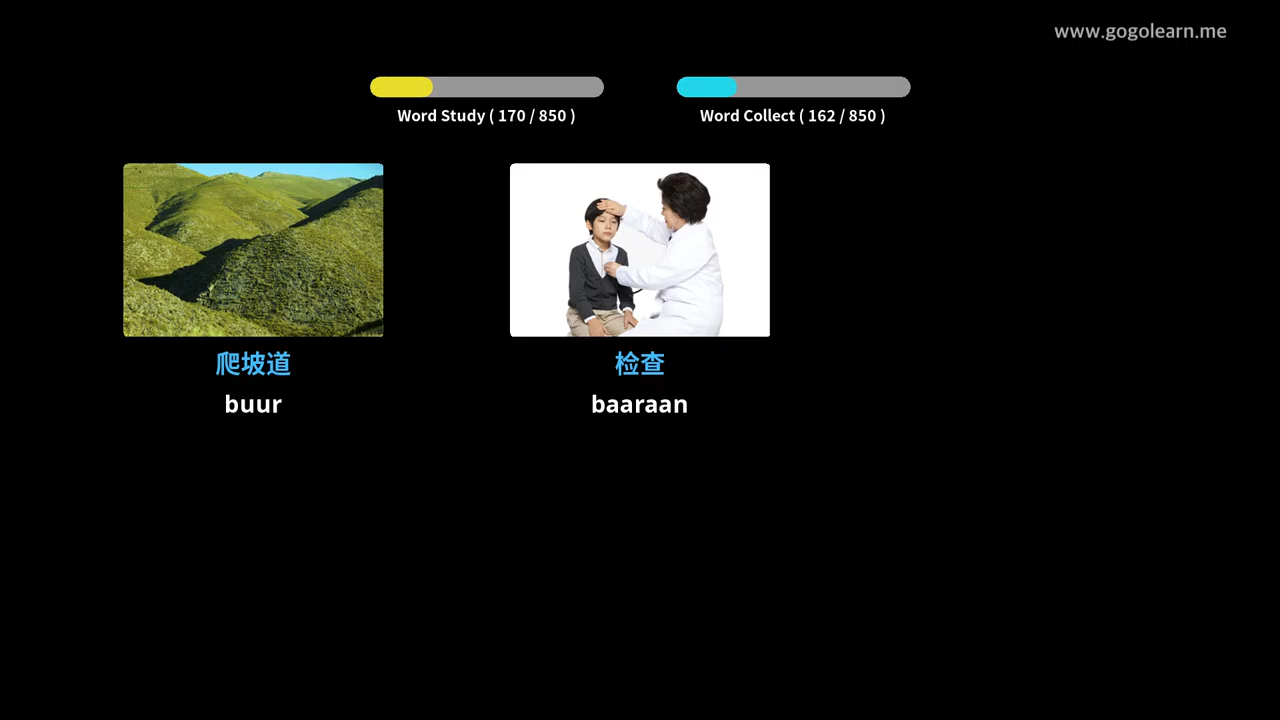 www.gogolearn.me
Word Study ( 170 / 850 )
Word Collect ( 162 / 850 )
爬坡道
buur
检查
baaraan